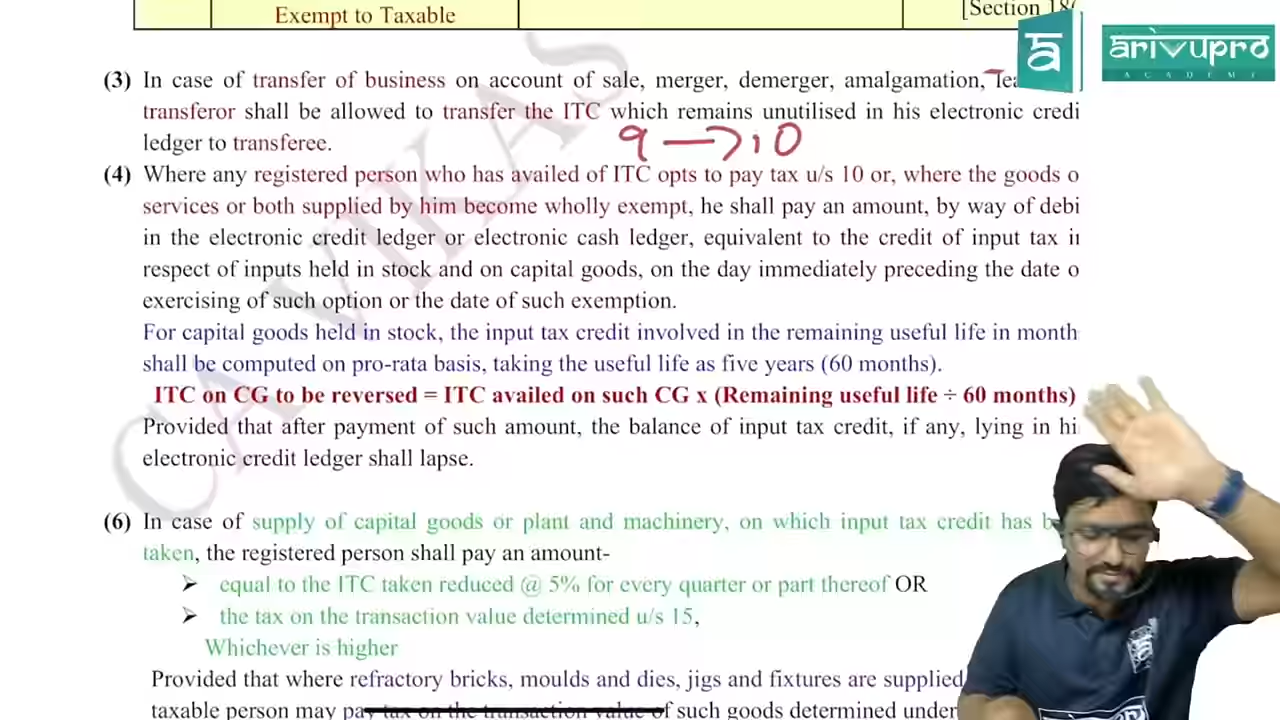 Exempt to Taxable
[Section 18(
ā
arivupro
ACADEMY
(3) In case of transfer of business on account of sale, merger, demerger, amalgamation,
transferor shall be allowed to transfer the ITC which remains unutilised in his electronic credi
ledger to transferee.
9 → 10
(4) Where any registered person who has availed of ITC opts to pay tax u/s 10 or, where the goods o
services or both supplied by him become wholly exempt, he shall pay an amount, by way of debi
in the electronic credit ledger or electronic cash ledger, equivalent to the credit of input tax in
respect of inputs held in stock and on capital goods, on the day immediately preceding the date o
exercising of such option or the date of such exemption.
For capital goods held in stock, the input tax credit involved in the remaining useful life in month
shall be computed on pro-rata basis, taking the useful life as five years (60 months).
ITC on CG to be reversed = ITC availed on such CG x (Remaining useful life ÷ 60 months)
Provided that after payment of such amount, the balance of input tax credit, if any, lying in hi
electronic credit ledger shall lapse.
(6) In case of supply of capital goods or plant and machinery, on which input tax credit has b
taken, the registered person shall pay an amount-
➢ equal to the ITC taken reduced @ 5% for every quarter or part thereof OR
➢ the tax on the transaction value determined u/s 15,
Whichever is higher
Provided that where refractory bricks, moulds and dies, jigs and fixtures are supplied
taxable person may pay tax on the transaction value of such goods determined under
CA VIKAS